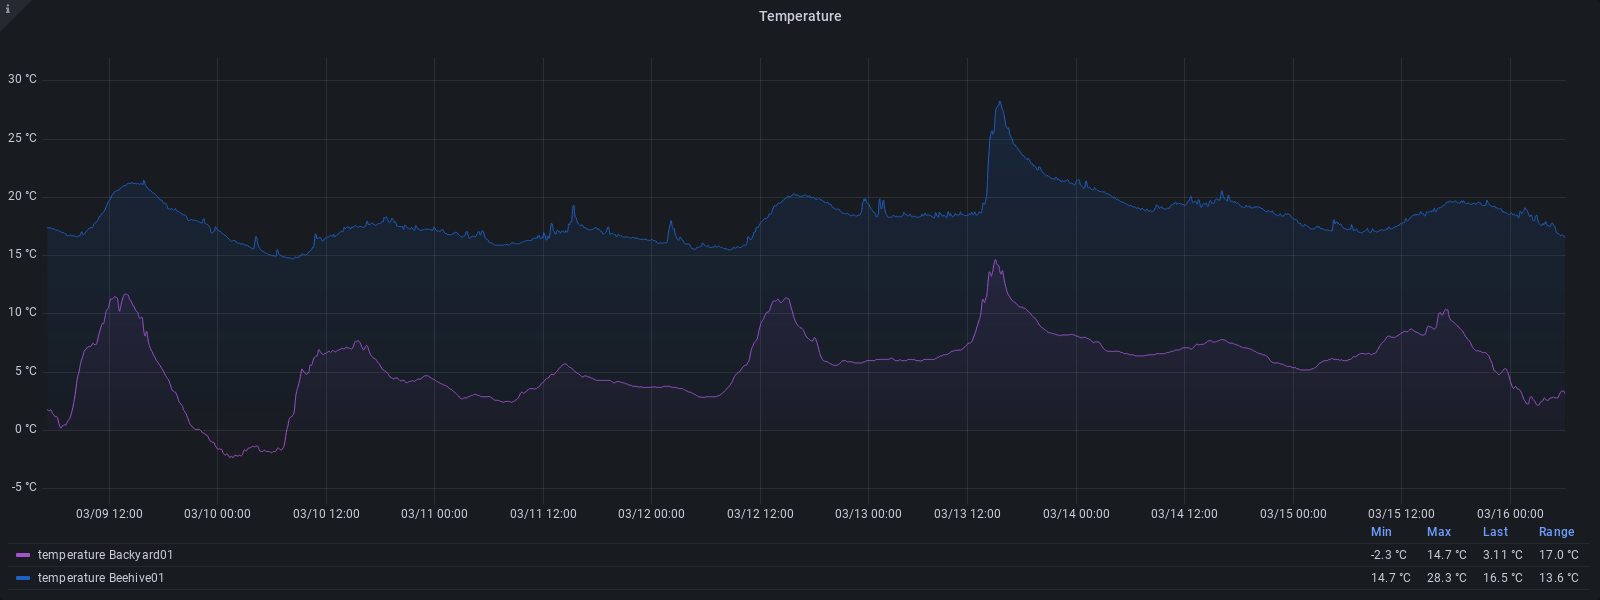 i
Temperature
30 °C
25 °C
20 °C
15 °C
10 °C
5 °C
0 °C
-5 °C
03/09 12:00 03/10 00:00 03/10 12:00 03/11 00:00 03/11 12:00 03/12 00:00 03/12 12:00 03/13 00:00 03/13 12:00 03/14 00:00 03/14 12:00 03/15 00:00 03/15 12:00 03/16 00:00
Min Max Last Range
temperature Backyard01 -2.3 °C 14.7 °C 3.11 °C 17.0 °C
temperature Beehive01 14.7 °C 28.3 °C 16.5 °C 13.6 °C